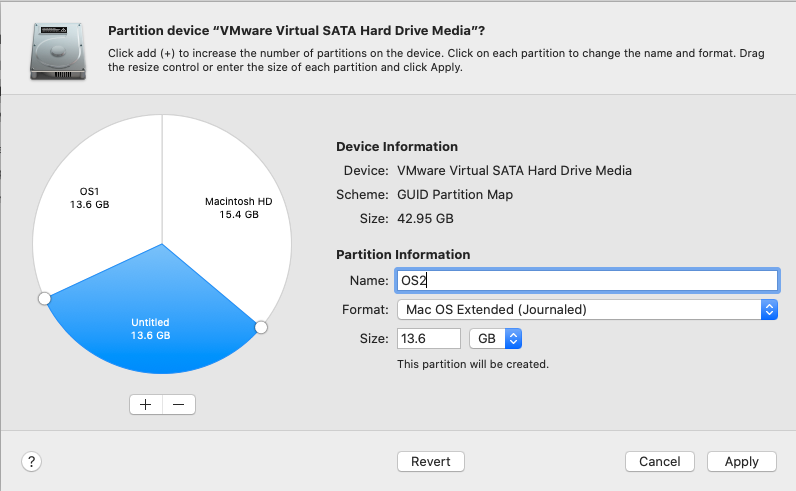 Partition device “VMware Virtual SATA Hard Drive Media”?
Click add (+) to increase the number of partitions on the device. Click on each partition to change the name and format. Drag
the resize control or enter the size of each partition and click Apply.
OS1
13.6 GB
Macintosh HD
15.4 GB
Untitled
13.6 GB
+ −
Device Information
Device: VMware Virtual SATA Hard Drive Media
Scheme: GUID Partition Map
Size: 42.95 GB
Partition Information
Name: OS2
Format: Mac OS Extended (Journaled)
Size: 13.6 GB
This partition will be created.
? Revert Cancel Apply